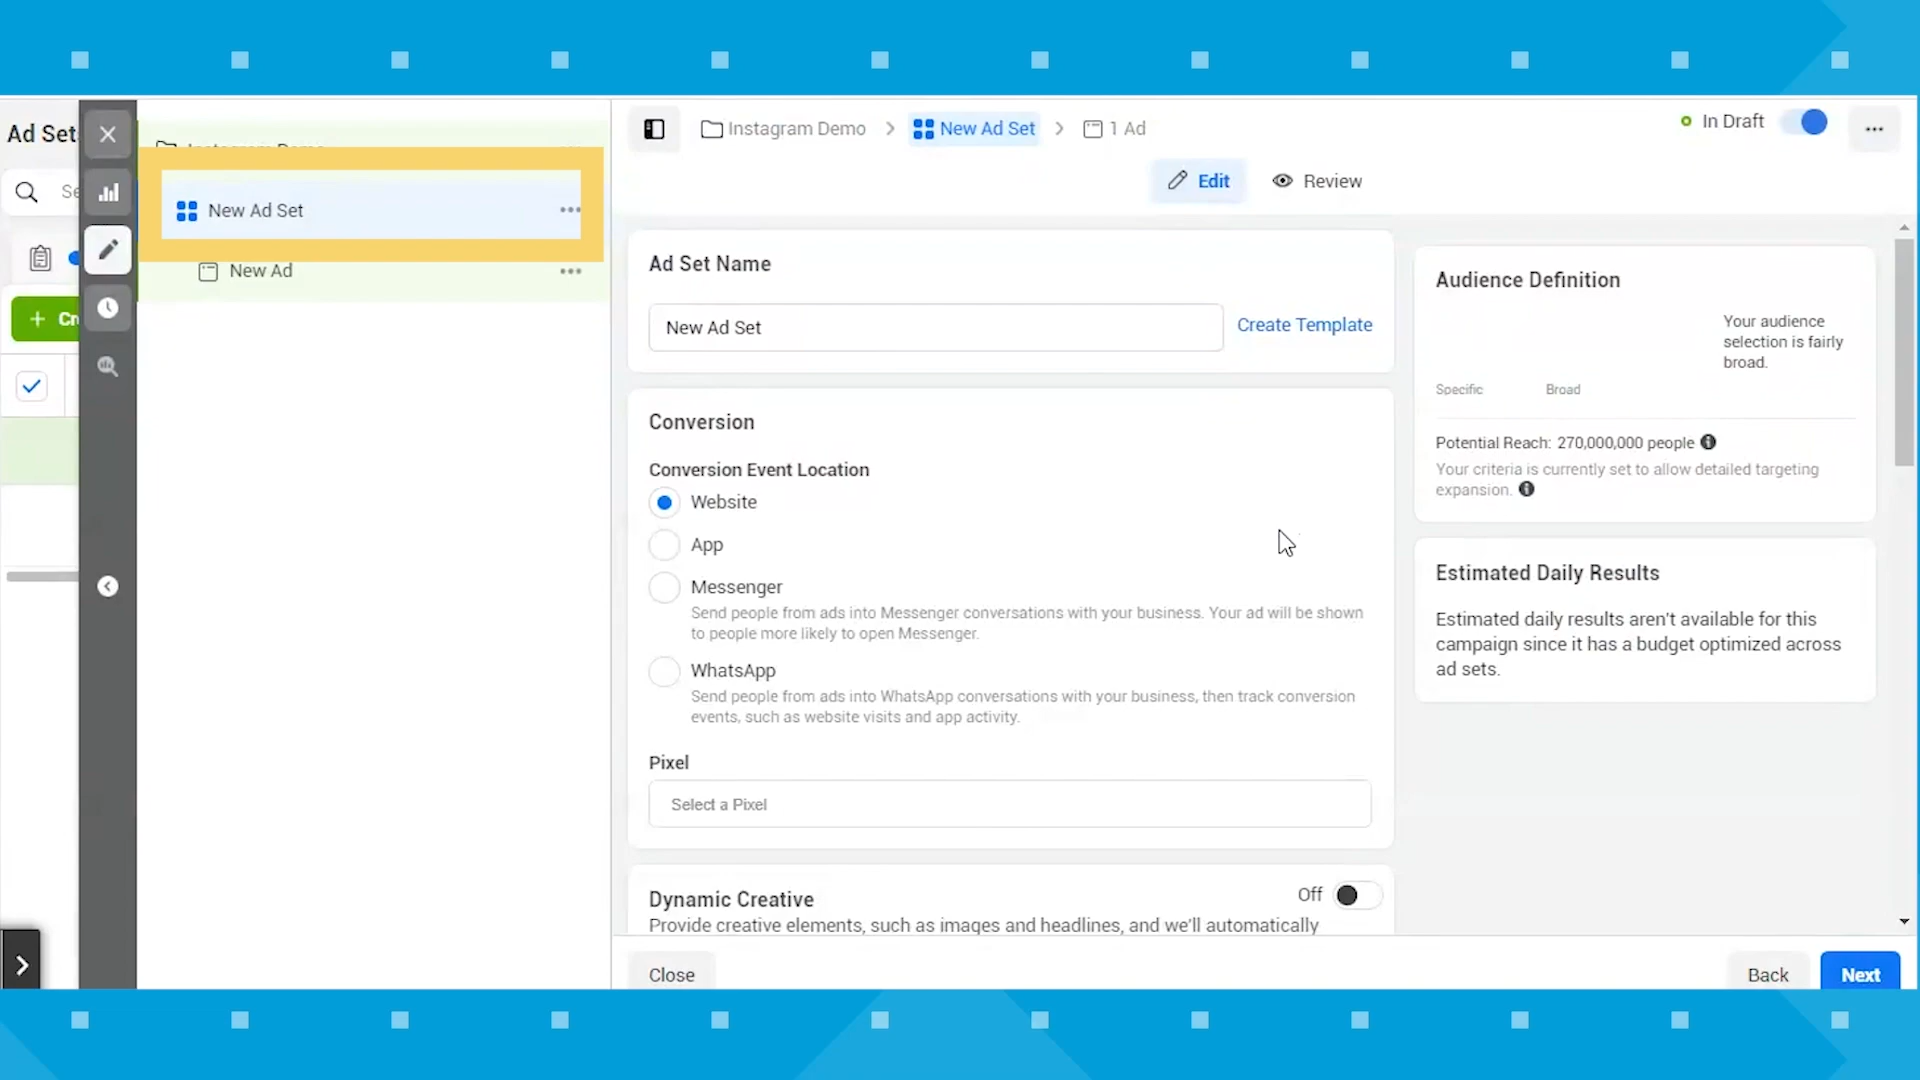 Ad Set
Se
Cr
New Ad Set
New Ad
Instagram Demo
New Ad Set
1 Ad
In Draft
Edit
Review
Ad Set Name
New Ad Set
Create Template
Conversion
Conversion Event Location
Website
App
Messenger
Send people from ads into Messenger conversations with your business. Your ad will be shown
to people more likely to open Messenger.
WhatsApp
Send people from ads into WhatsApp conversations with your business, then track conversion
events, such as website visits and app activity.
Pixel
Select a Pixel
Dynamic Creative
Off
Provide creative elements, such as images and headlines, and we'll automatically
Audience Definition
Your audience
selection is fairly
broad.
Specific
Broad
Potential Reach: 270,000,000 people
Your criteria is currently set to allow detailed targeting
expansion.
Estimated Daily Results
Estimated daily results aren't available for this
campaign since it has a budget optimized across
ad sets.
Close
Back
Next